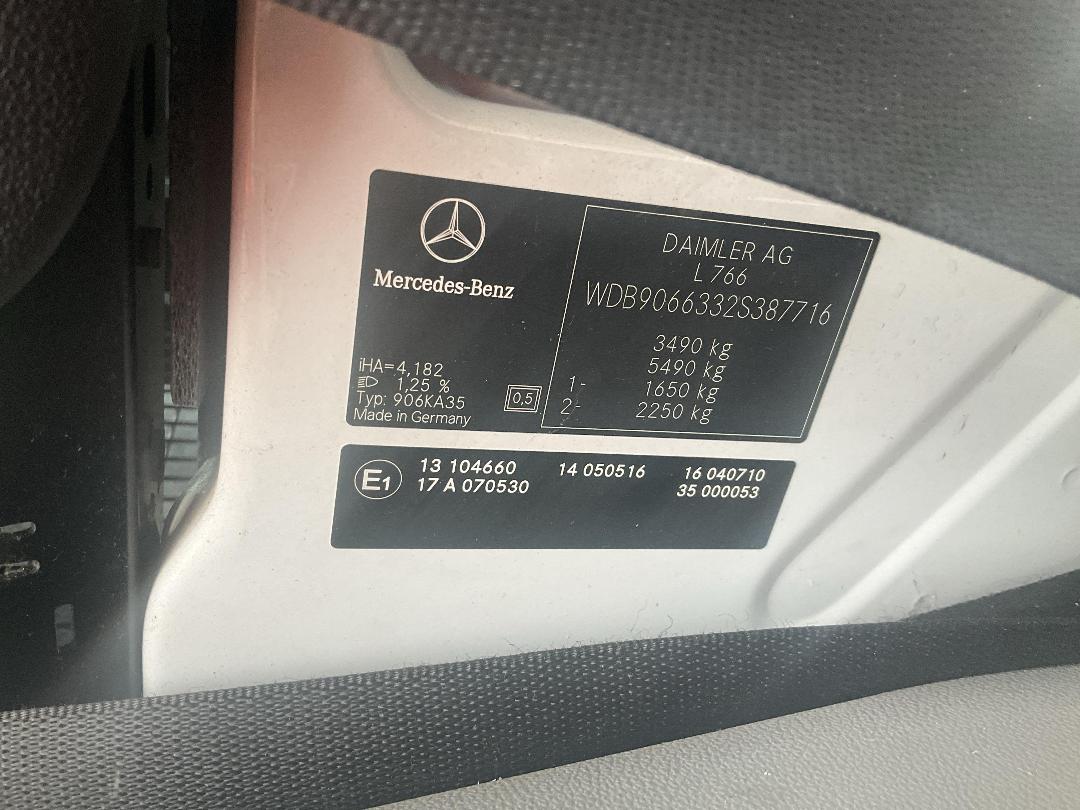 Mercedes-Benz
iHA=4,182
1,25 %
Typ: 906KA35
Made in Germany
0,5
DAIMLER AG
L 766
WDB9066332S387716
3490 kg
5490 kg
1- 1650 kg
2- 2250 kg
E1
13 104660 14 050516 16 040710
17 A 070530 35 000053